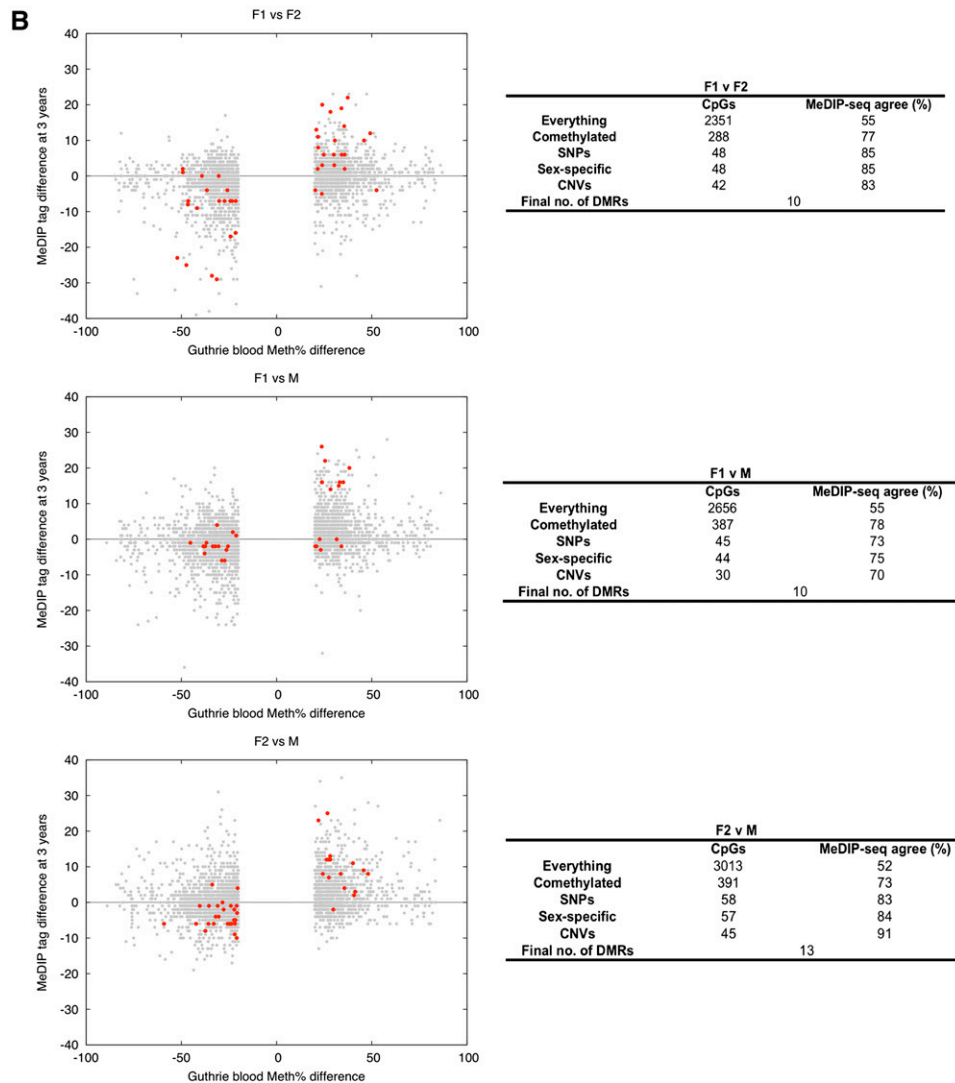 B
F1 vs F2
MeDIP tag difference at 3 years
40
30
20
10
0
-10
-20
-30
-40
-100 -50 0 50 100
Guthrie blood Meth% difference
F1 v F2
CpGs MeDIP-seq agree (%)
Everything 2351 55
Comethylated 288 77
SNPs 48 85
Sex-specific 48 85
CNVs 42 83
Final no. of DMRs 10
F1 vs M
MeDIP tag difference at 3 years
40
30
20
10
0
-10
-20
-30
-40
-100 -50 0 50 100
Guthrie blood Meth% difference
F1 v M
CpGs MeDIP-seq agree (%)
Everything 2656 55
Comethylated 387 78
SNPs 45 73
Sex-specific 44 75
CNVs 30 70
Final no. of DMRs 10
F2 vs M
MeDIP tag difference at 3 years
40
30
20
10
0
-10
-20
-30
-40
-100 -50 0 50 100
Guthrie blood Meth% difference
F2 v M
CpGs MeDIP-seq agree (%)
Everything 3013 52
Comethylated 391 73
SNPs 58 83
Sex-specific 57 84
CNVs 45 91
Final no. of DMRs 13